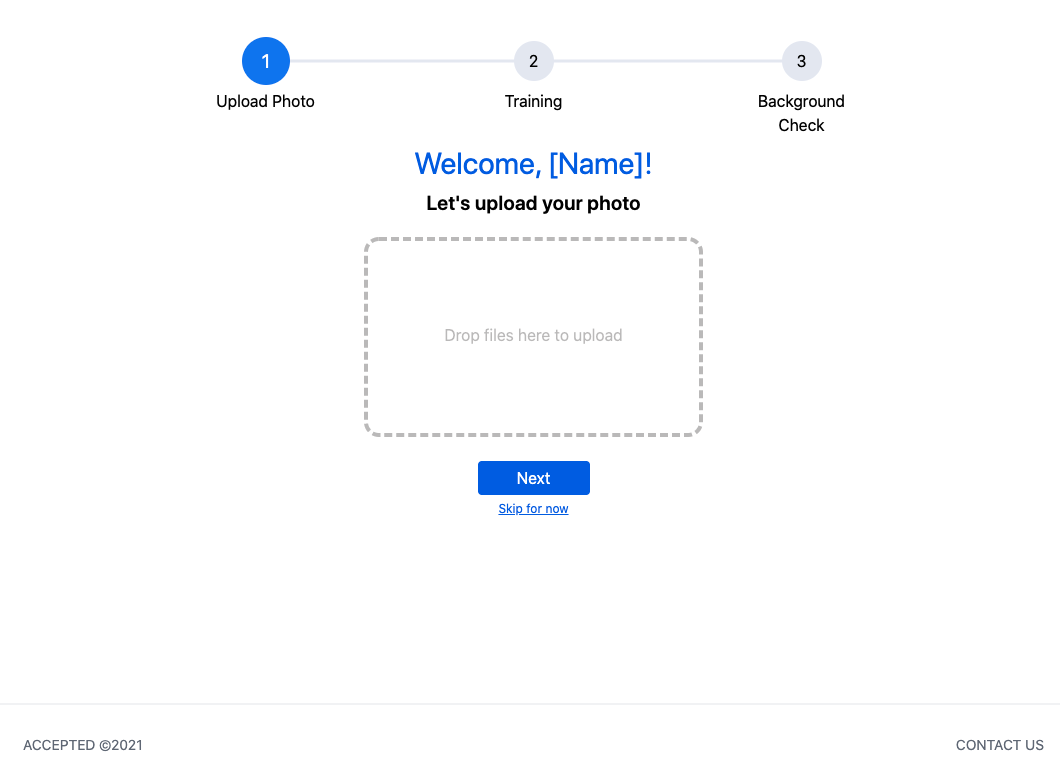 1
2
3
Upload Photo
Training
Background
Check
Welcome, [Name]!
Let's upload your photo
Drop files here to upload
Next
Skip for now
ACCEPTED ©2021
CONTACT US